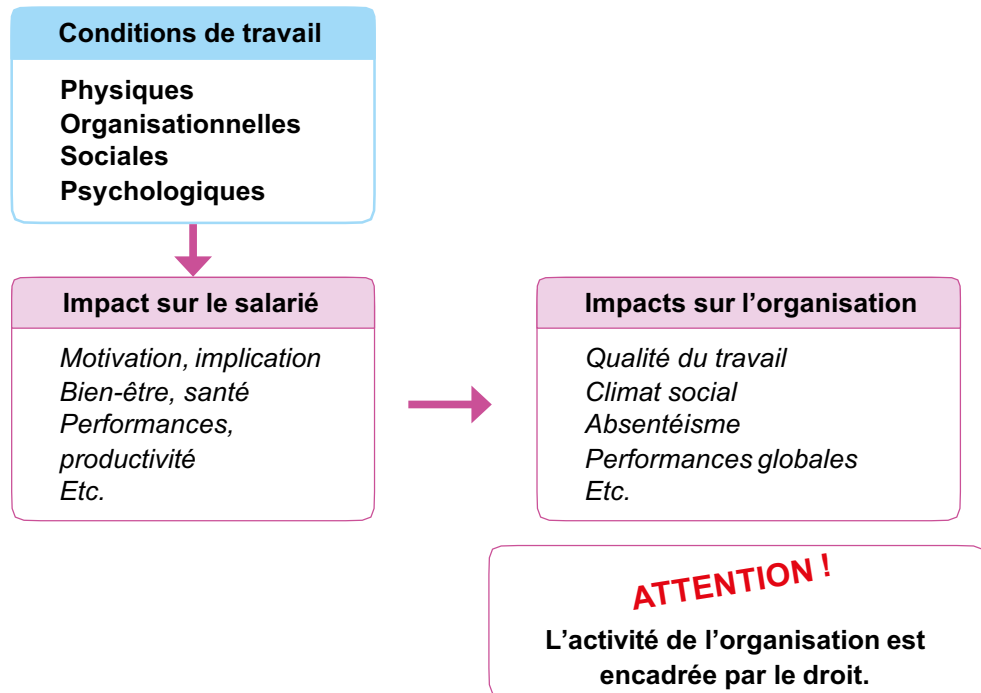 Conditions de travail
Physiques
Organisationnelles
Sociales
Psychologiques
Impact sur le salarié
Motivation, implication
Bien-être, santé
Performances,
productivité
Etc.
Impacts sur l’organisation
Qualité du travail
Climat social
Absentéisme
Performances globales
Etc.
ATTENTION !
L’activité de l’organisation est
encadrée par le droit.